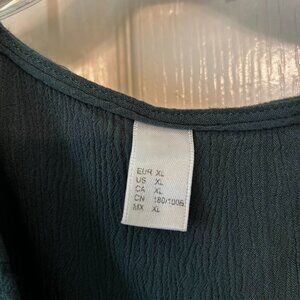 EUR XL
US XL
CA XL
CN 180/100B
MX XL